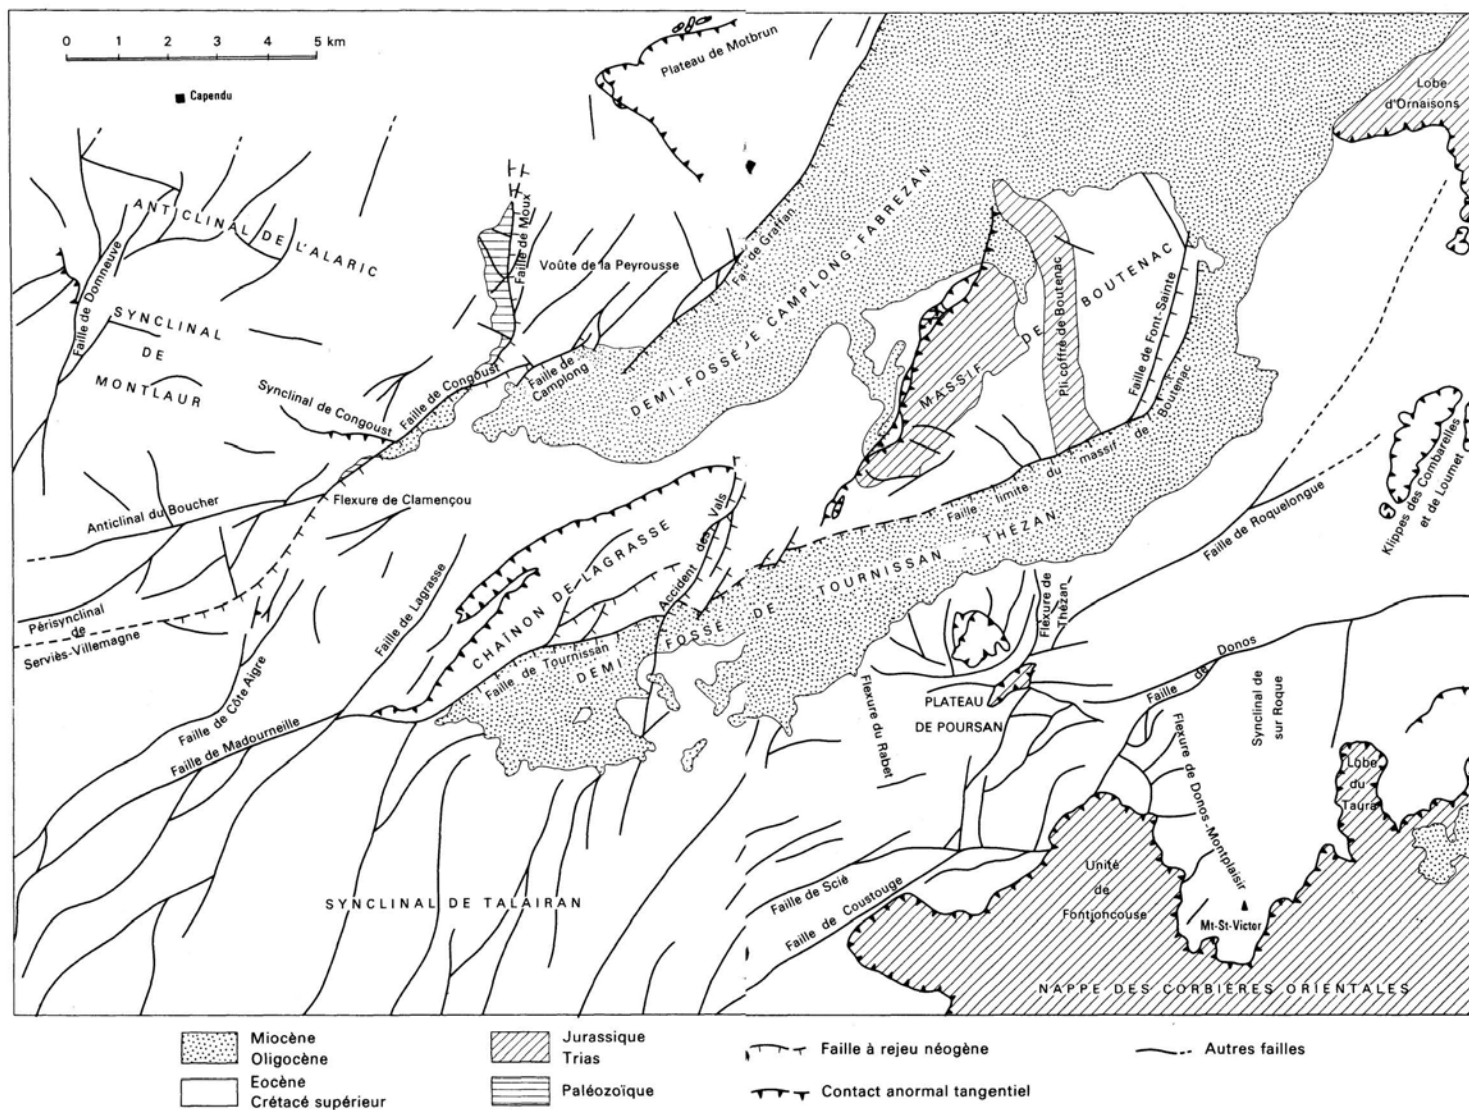 0 1 2 3 4 5 km
Capendu
Plateau de Motbrun
Lobe
d'Ornaisons
ANTICLINAL DE L'ALARIC
Faille de Domneuve
SYNCLINAL
DE
MONTLAUR
Faille de Moux
Voûte de la Peyrousse
Faille de Graffan
DEMI-FOSSÉ DE CAMPLONG FABREZAN
Synclinal de Congoust
Faille de Congoust
Faille de
Camplong
MASSIF DE BOUTENAC
Pli coffre de Boutenac
Faille de Font-Sainte
Faille limite du massif de Boutenac
Anticlinal du Boucher
Flexure de Clamençou
Périsynclinal
de
Serviès-Villemagne
Faille de Côte Aigre
Faille de Lagrasse
CHAÎNON DE LAGRASSE
Accident des Vals
Faille de Tournissan
DEMI FOSSÉ DE TOURNISSAN - THÉZAN
Faille de Madourneille
Faille de Roquelongue
Klippes des Combarelles
et de Loumet
Flexure de
Thézan
Flexure du Rabet
PLATEAU
DE POURSAN
Faille de Donos
Flexure de Donos-Montplaisir
Synclinal de
sur Roque
Lobe
du
Taura
SYNCLINAL DE TALAIRAN
Faille de Scié
Faille de Coustouge
Unité
de
Fontjoncouse
Mt-St-Victor
NAPPE DES CORBIÈRES ORIENTALES
Miocène
Oligocène
Eocène
Crétacé supérieur
Jurassique
Trias
Paléozoïque
Faille à rejeu néogène
Contact anormal tangentiel
Autres failles